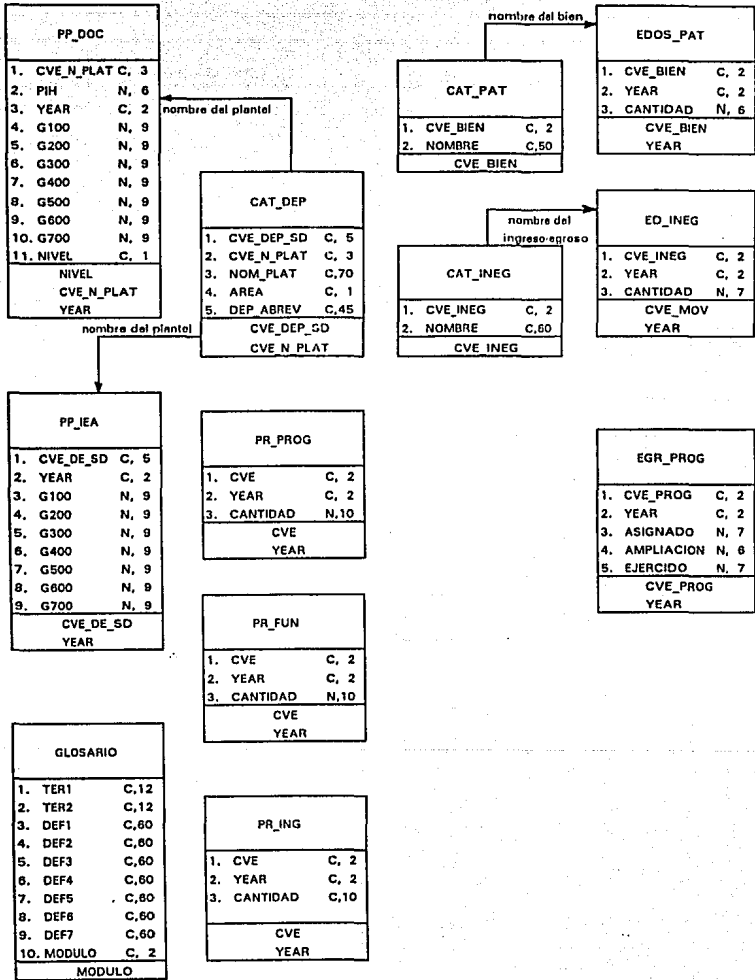 PP_DOC
1. CVE_N_PLAT C, 3
2. PIH N, 6
3. YEAR C, 2
4. G100 N, 9
5. G200 N, 9
6. G300 N, 9
7. G400 N, 9
8. G500 N, 9
9. G600 N, 9
10. G700 N, 9
11. NIVEL C, 1
NIVEL
CVE_N_PLAT
YEAR
nombre del plantel
CAT_DEP
1. CVE_DEP_SD C, 5
2. CVE_N_PLAT C, 3
3. NOM_PLAT C,70
4. AREA C, 1
5. DEP_ABREV C,45
CVE_DEP_SD
CVE_N_PLAT
nombre del plantel
nombre del bien
CAT_PAT
1. CVE_BIEN C, 2
2. NOMBRE C,50
CVE_BIEN
EDOS_PAT
1. CVE_BIEN C, 2
2. YEAR C, 2
3. CANTIDAD N, 6
CVE_BIEN
YEAR
nombre del
ingreso-egreso
CAT_INEG
1. CVE_INEG C, 2
2. NOMBRE C,60
CVE_INEG
ED_INEG
1. CVE_INEG C, 2
2. YEAR C, 2
3. CANTIDAD N, 7
CVE_MOV
YEAR
PP_IEA
1. CVE_DE_SD C, 5
2. YEAR C, 2
3. G100 N, 9
4. G200 N, 9
5. G300 N, 9
6. G400 N, 9
7. G500 N, 9
8. G600 N, 9
9. G700 N, 9
CVE_DE_SD
YEAR
PR_PROG
1. CVE C, 2
2. YEAR C, 2
3. CANTIDAD N,10
CVE
YEAR
EGR_PROG
1. CVE_PROG C, 2
2. YEAR C, 2
3. ASIGNADO N, 7
4. AMPLIACION N, 6
5. EJERCIDO N, 7
CVE_PROG
YEAR
PR_FUN
1. CVE C, 2
2. YEAR C, 2
3. CANTIDAD N,10
CVE
YEAR
GLOSARIO
1. TER1 C,12
2. TER2 C,12
3. DEF1 C,60
4. DEF2 C,60
5. DEF3 C,60
6. DEF4 C,60
7. DEF5 C,60
8. DEF6 C,60
9. DEF7 C,60
10. MODULO C, 2
MODULO
PR_ING
1. CVE C, 2
2. YEAR C, 2
3. CANTIDAD C,10
CVE
YEAR